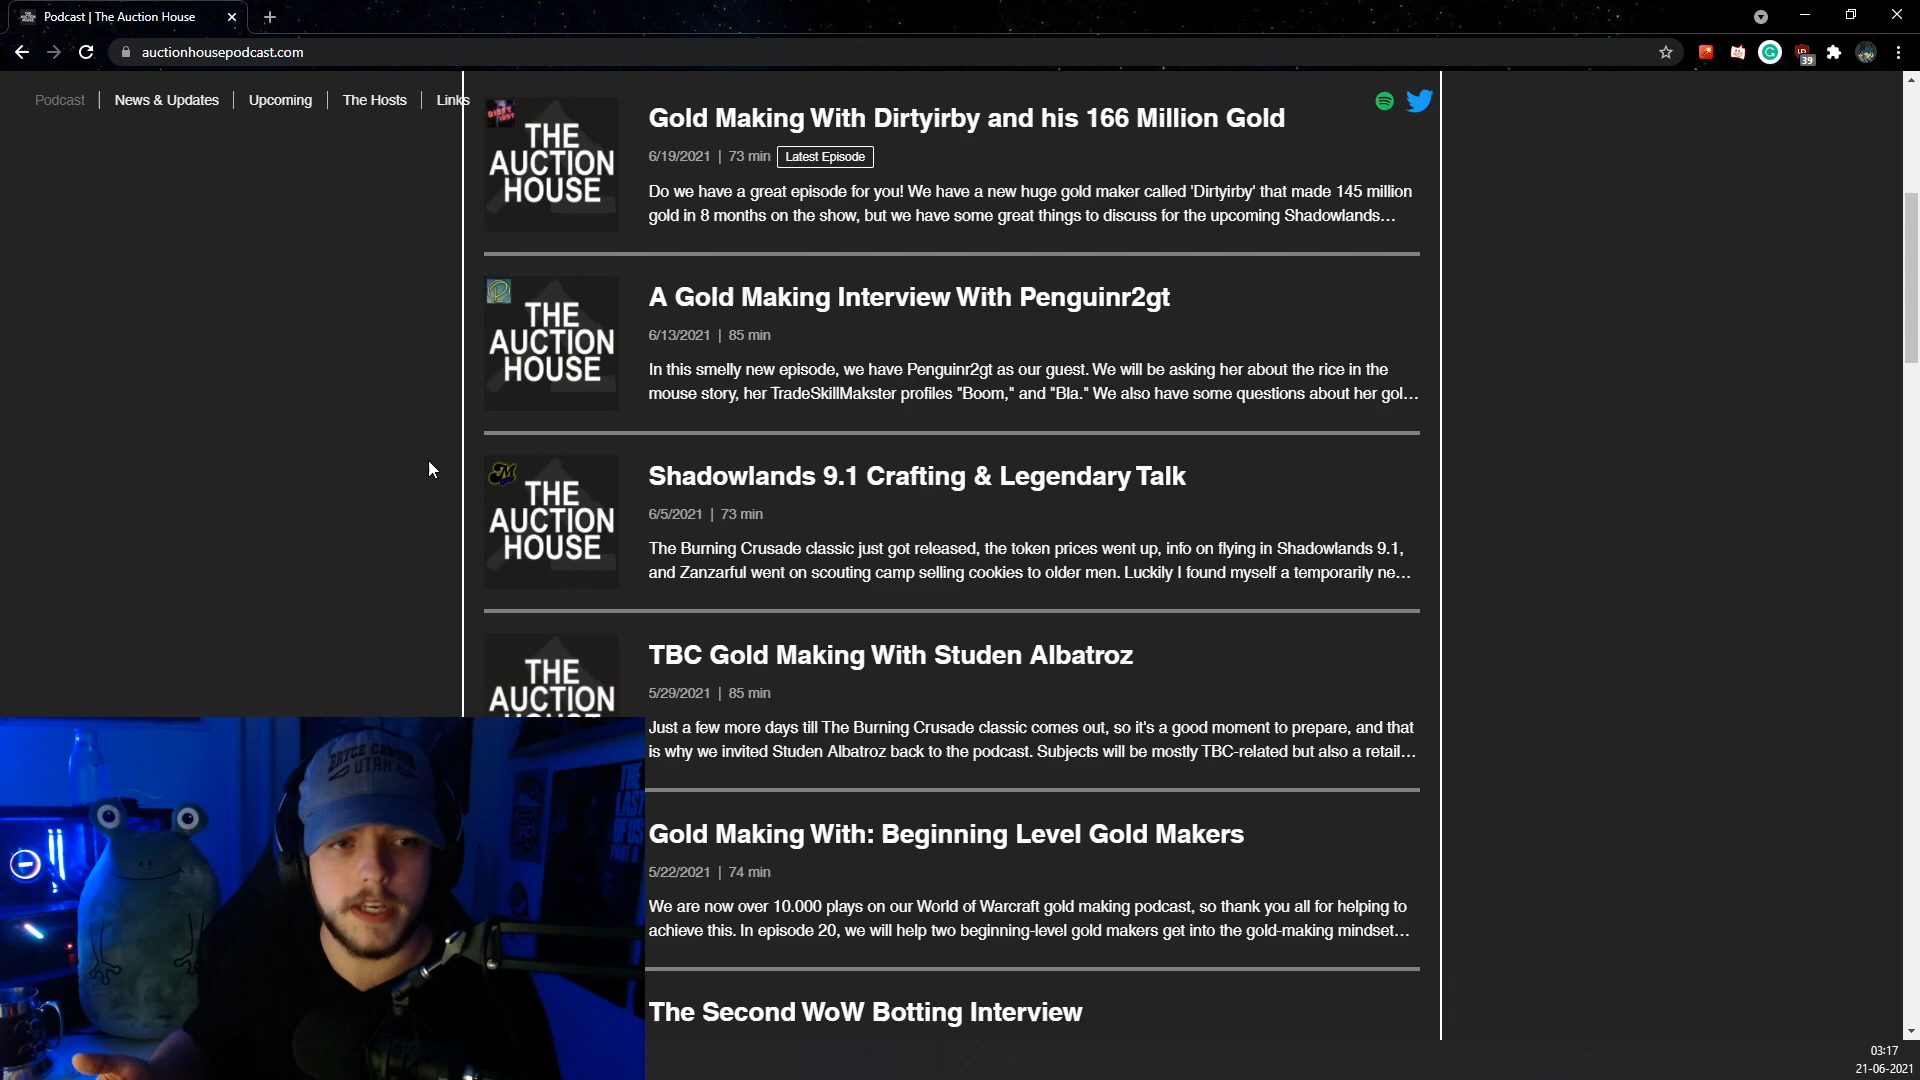 Podcast | The Auction House
auctionhousepodcast.com
39
Podcast | News & Updates | Upcoming | The Hosts | Links
THE
AUCTION
HOUSE
Gold Making With Dirtyirby and his 166 Million Gold
6/19/2021 | 73 min Latest Episode
Do we have a great episode for you! We have a new huge gold maker called 'Dirtyirby' that made 145 million
gold in 8 months on the show, but we have some great things to discuss for the upcoming Shadowlands...
THE
AUCTION
HOUSE
A Gold Making Interview With Penguinr2gt
6/13/2021 | 85 min
In this smelly new episode, we have Penguinr2gt as our guest. We will be asking her about the rice in the
mouse story, her TradeSkillMakster profiles "Boom," and "Bla." We also have some questions about her gol...
THE
AUCTION
HOUSE
Shadowlands 9.1 Crafting & Legendary Talk
6/5/2021 | 73 min
The Burning Crusade classic just got released, the token prices went up, info on flying in Shadowlands 9.1,
and Zanzarful went on scouting camp selling cookies to older men. Luckily I found myself a temporarily ne...
THE
AUCTION
HOUSE
TBC Gold Making With Studen Albatroz
5/29/2021 | 85 min
Just a few more days till The Burning Crusade classic comes out, so it's a good moment to prepare, and that
is why we invited Studen Albatroz back to the podcast. Subjects will be mostly TBC-related but also a retail...
Gold Making With: Beginning Level Gold Makers
5/22/2021 | 74 min
We are now over 10.000 plays on our World of Warcraft gold making podcast, so thank you all for helping to
achieve this. In episode 20, we will help two beginning-level gold makers get into the gold-making mindset...
The Second WoW Botting Interview
BRYCE CANYON
UTAH
THE
LAST
OF US
PART II
03:17
21-06-2021